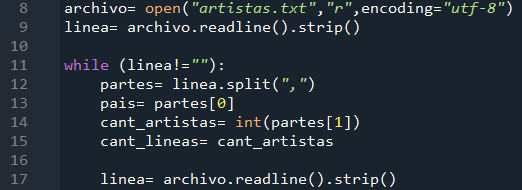 8 archivo= open("artistas.txt","r",encoding="utf-8")
9 linea= archivo.readline().strip()
10
11 while (linea!=""):
12     partes= linea.split(",")
13     pais= partes[0]
14     cant_artistas= int(partes[1])
15     cant_lineas= cant_artistas
16
17     linea= archivo.readline().strip()